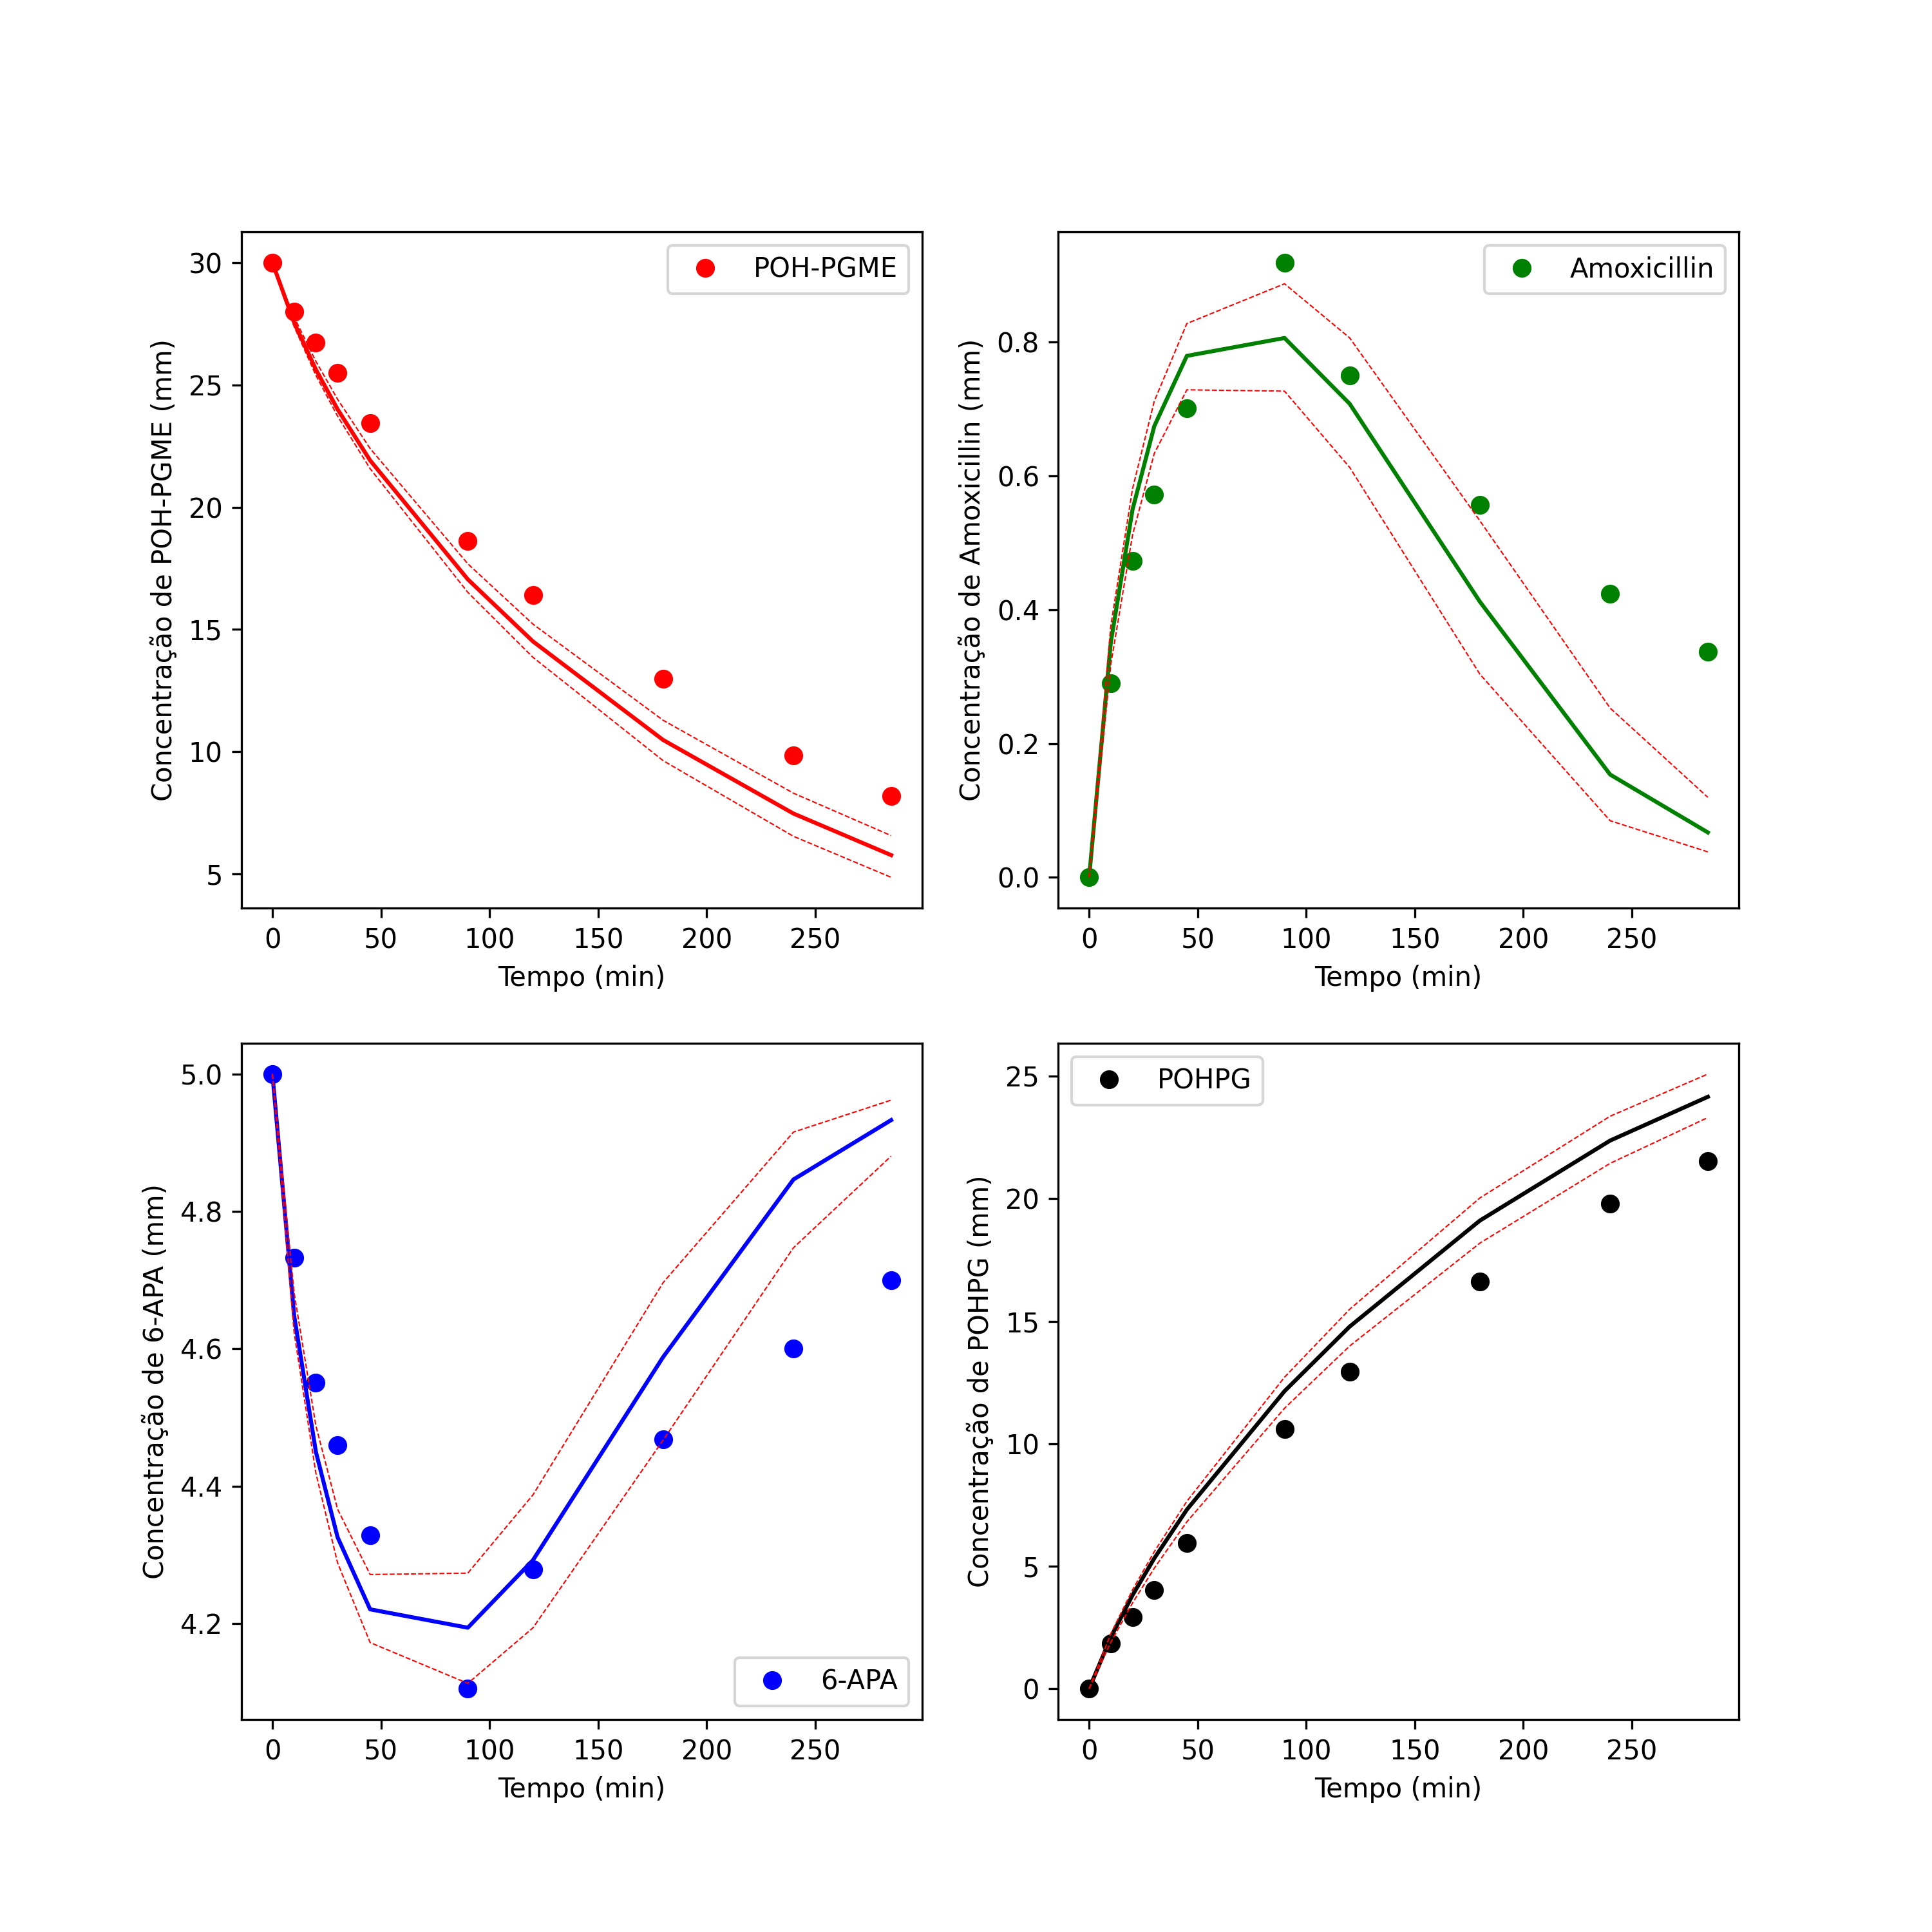 POH-PGME
Concentração de POH-PGME (mm)
30
25
20
15
10
5
0 50 100 150 200 250
Tempo (min)
Amoxicillin
Concentração de Amoxicillin (mm)
0.8
0.6
0.4
0.2
0.0
0 50 100 150 200 250
Tempo (min)
Concentração de 6-APA (mm)
5.0
4.8
4.6
4.4
4.2
6-APA
0 50 100 150 200 250
Tempo (min)
POHPG
Concentração de POHPG (mm)
25
20
15
10
5
0
0 50 100 150 200 250
Tempo (min)